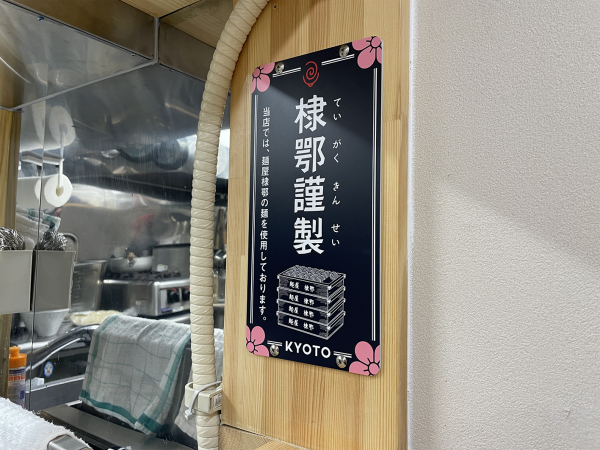 棣鄂謹製
てい がく きん せい
当店では、麺屋棣鄂の麺を使用しております。
麺屋 棣鄂
麺屋 棣鄂
麺屋 棣鄂
麺屋 棣鄂
KYOTO